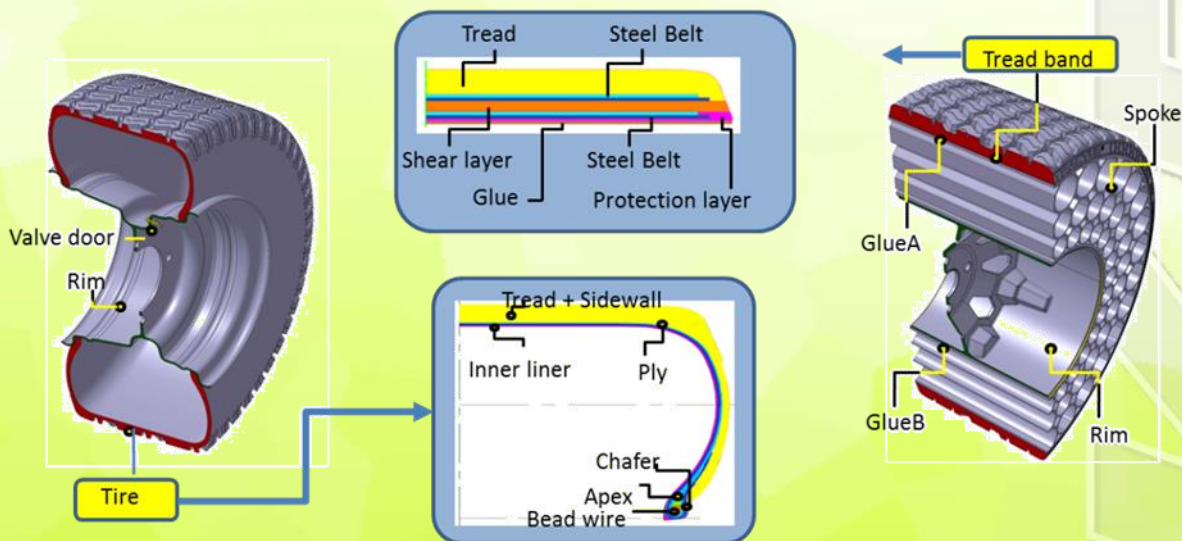 Tread
Steel Belt
Shear layer
Steel Belt
Glue
Protection layer
Tread band
Spoke
GlueA
GlueB
Rim
Valve door
Rim
Tire
Tread + Sidewall
Inner liner
Ply
Chafer
Apex
Bead wire